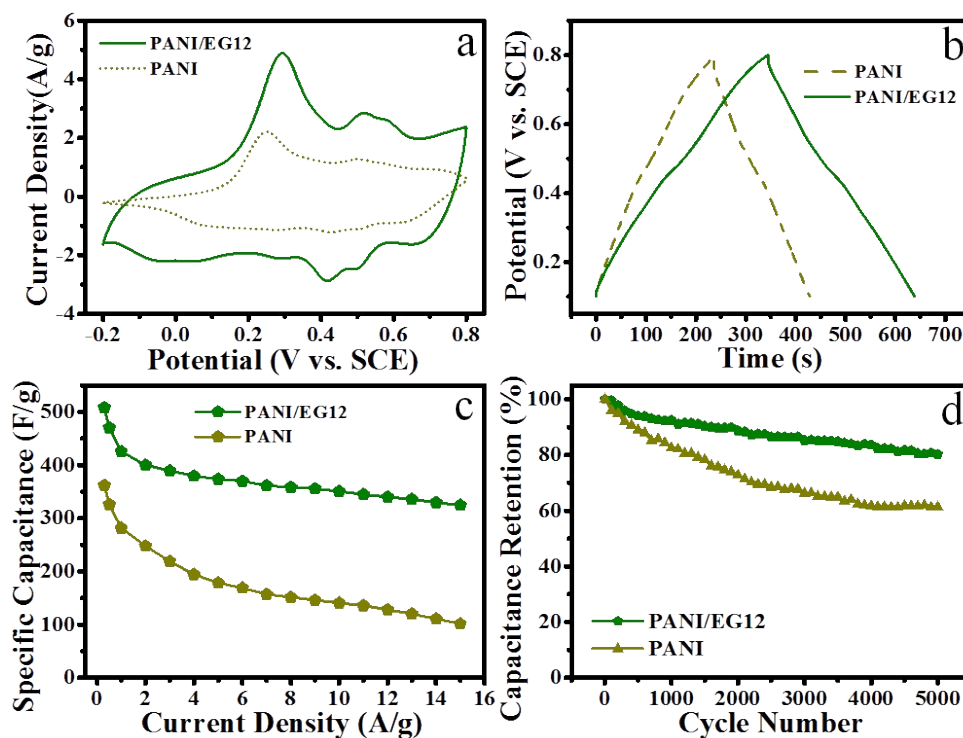 a
PANI/EG12
PANI
Current Density(A/g)
6
4
2
0
-2
-4
-0.2
0.0
0.2
0.4
0.6
0.8
Potential (V vs. SCE)
b
PANI
PANI/EG12
Potential (V vs. SCE)
0.8
0.6
0.4
0.2
0
100
200
300
400
500
600
700
Time (s)
c
PANI/EG12
PANI
Specific Capacitance (F/g)
500
400
300
200
100
0
0
2
4
6
8
10
12
14
16
Current Density (A/g)
d
PANI/EG12
PANI
Capacitance Retention (%)
100
80
60
40
20
0
0
1000
2000
3000
4000
5000
Cycle Number